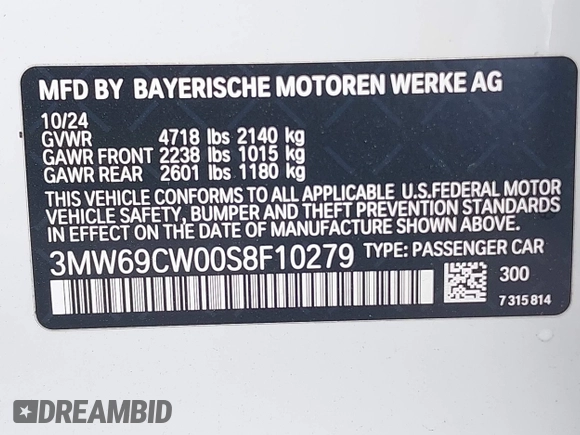 MFD BY BAYERISCHE MOTOREN WERKE AG
10/24
GVWR 4718 lbs 2140 kg
GAWR FRONT 2238 lbs 1015 kg
GAWR REAR 2601 lbs 1180 kg
THIS VEHICLE CONFORMS TO ALL APPLICABLE U.S.FEDERAL MOTOR
VEHICLE SAFETY, BUMPER AND THEFT PREVENTION STANDARDS
IN EFFECT ON THE DATE OF MANUFACTURE SHOWN ABOVE.
3MW69CW00S8F10279 TYPE: PASSENGER CAR
300
7 315 814
DREAMBID